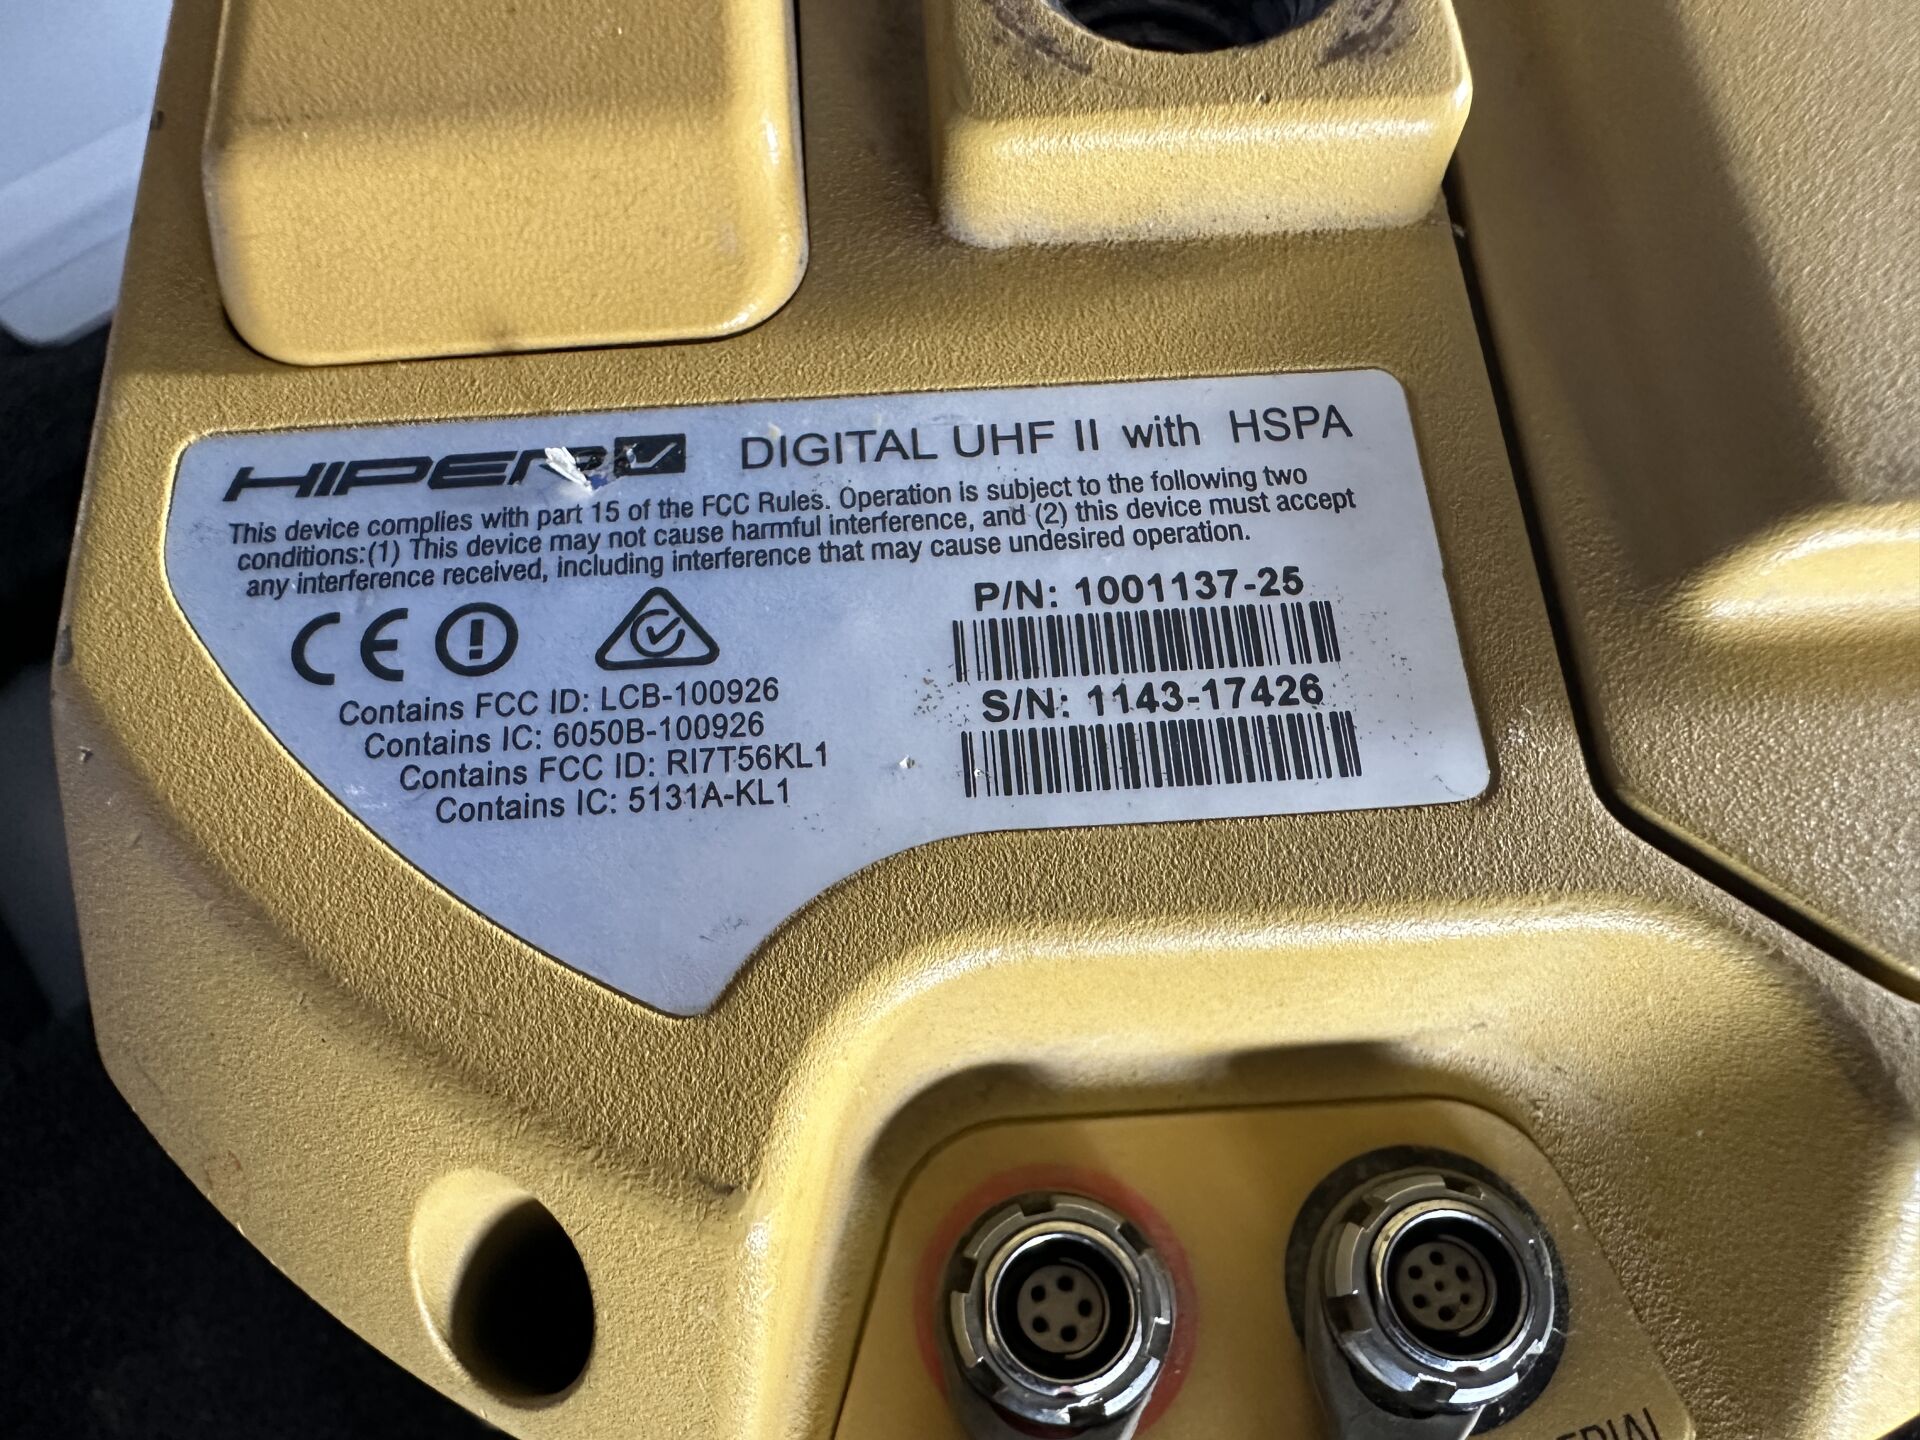 HIPER V DIGITAL UHF II with HSPA
This device complies with part 15 of the FCC Rules. Operation is subject to the following two
conditions:(1) This device may not cause harmful interference, and (2) this device must accept
any interference received, including interference that may cause undesired operation.
CE
P/N: 1001137-25
S/N: 1143-17426
Contains FCC ID: LCB-100926
Contains IC: 6050B-100926
Contains FCC ID: RI7T56KL1
Contains IC: 5131A-KL1